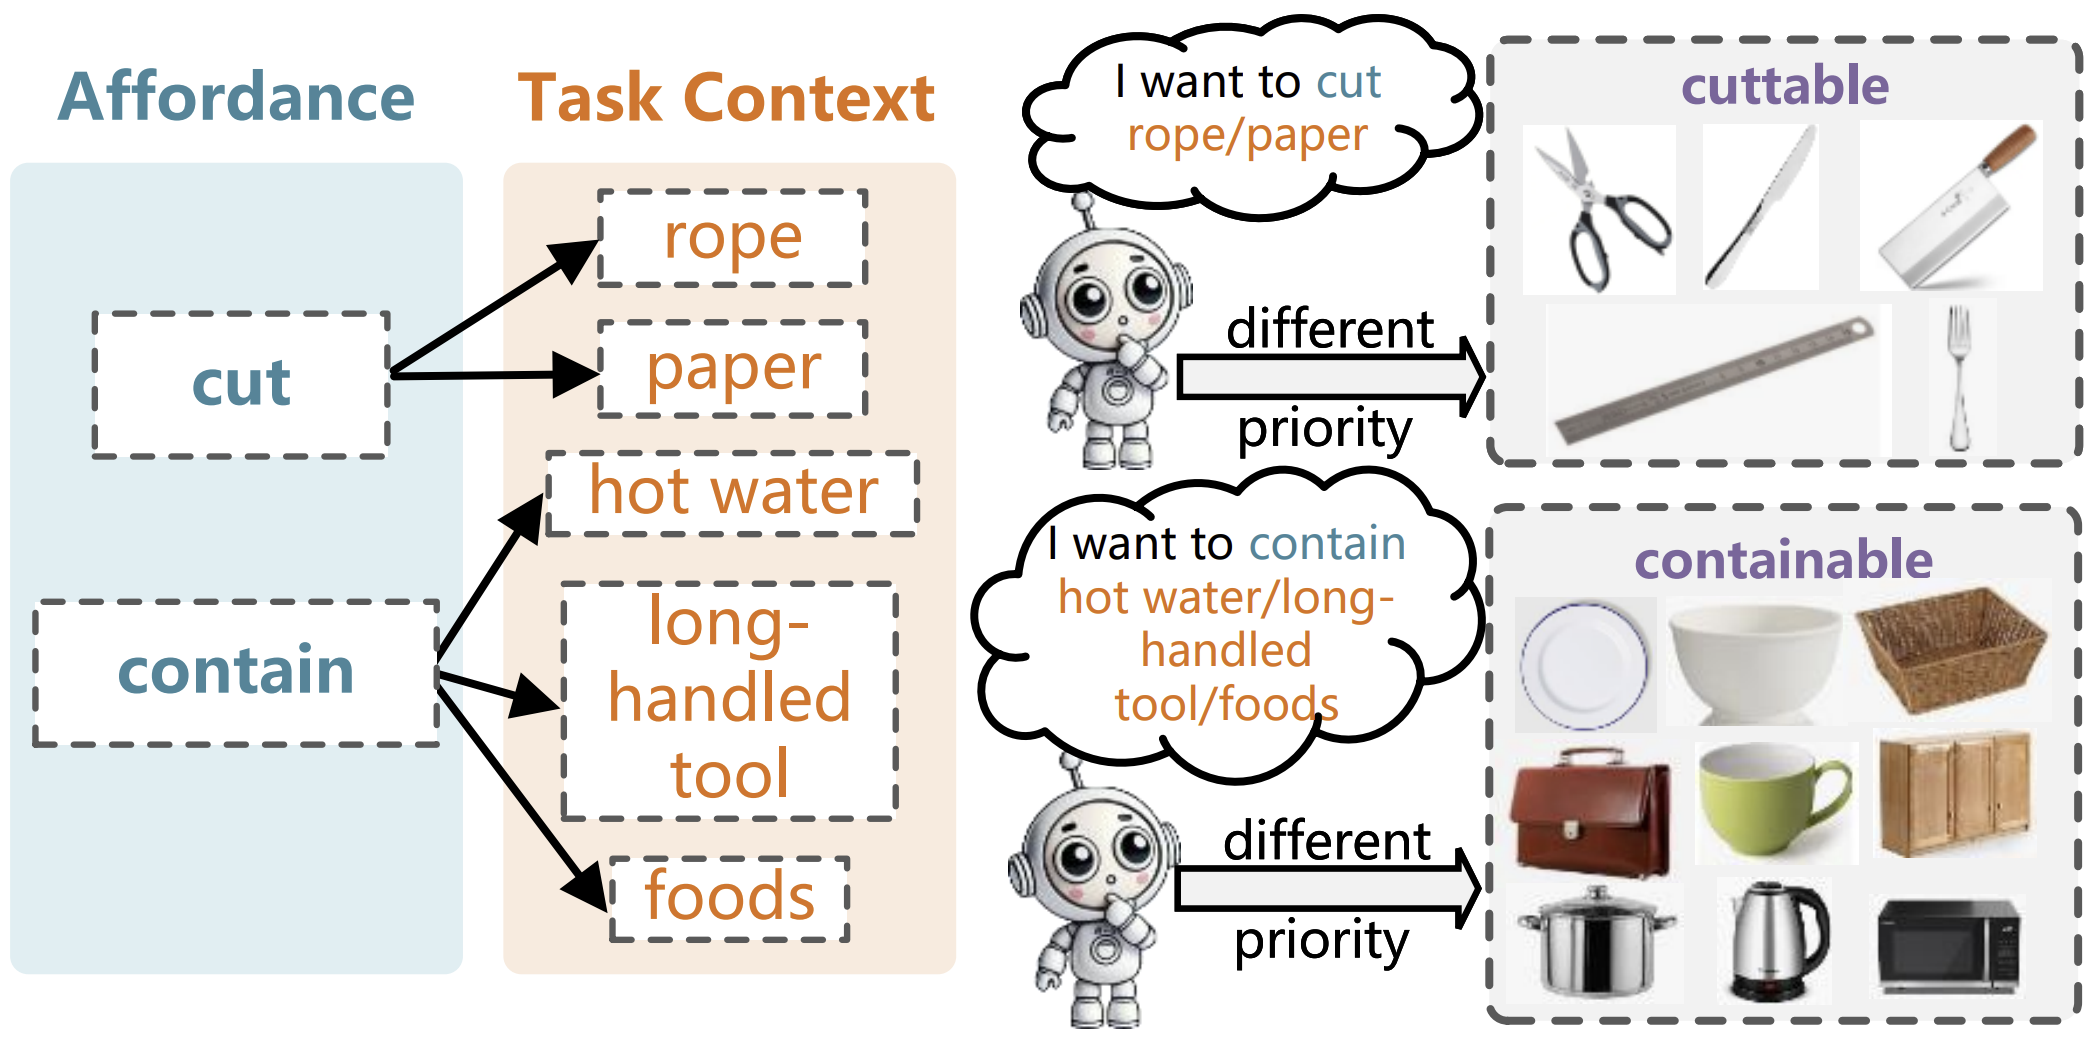 Affordance
Task Context
cut
contain
rope
paper
hot water
long-
handled
tool
foods
I want to cut
rope/paper
different
priority
cuttable
I want to contain
hot water/long-
handled
tool/foods
different
priority
containable